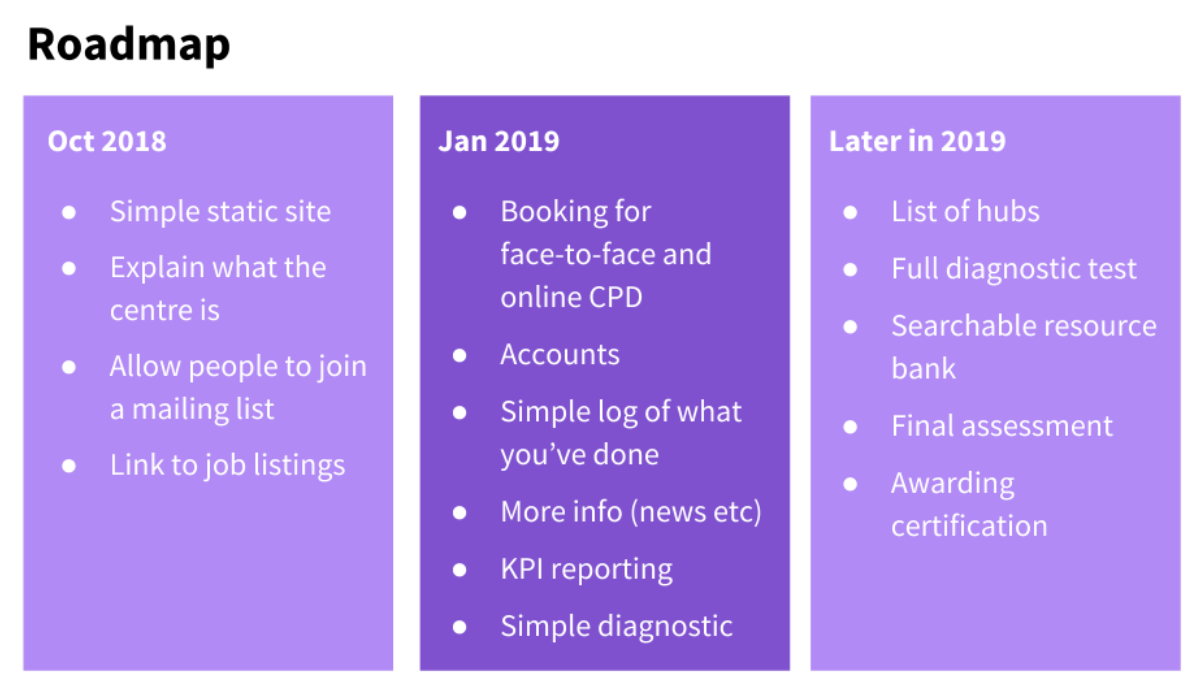 Roadmap
Oct 2018
● Simple static site
● Explain what the
centre is
● Allow people to join
a mailing list
● Link to job listings
Jan 2019
● Booking for
face-to-face and
online CPD
● Accounts
● Simple log of what
you’ve done
● More info (news etc)
● KPI reporting
● Simple diagnostic
Later in 2019
● List of hubs
● Full diagnostic test
● Searchable resource
bank
● Final assessment
● Awarding
certification